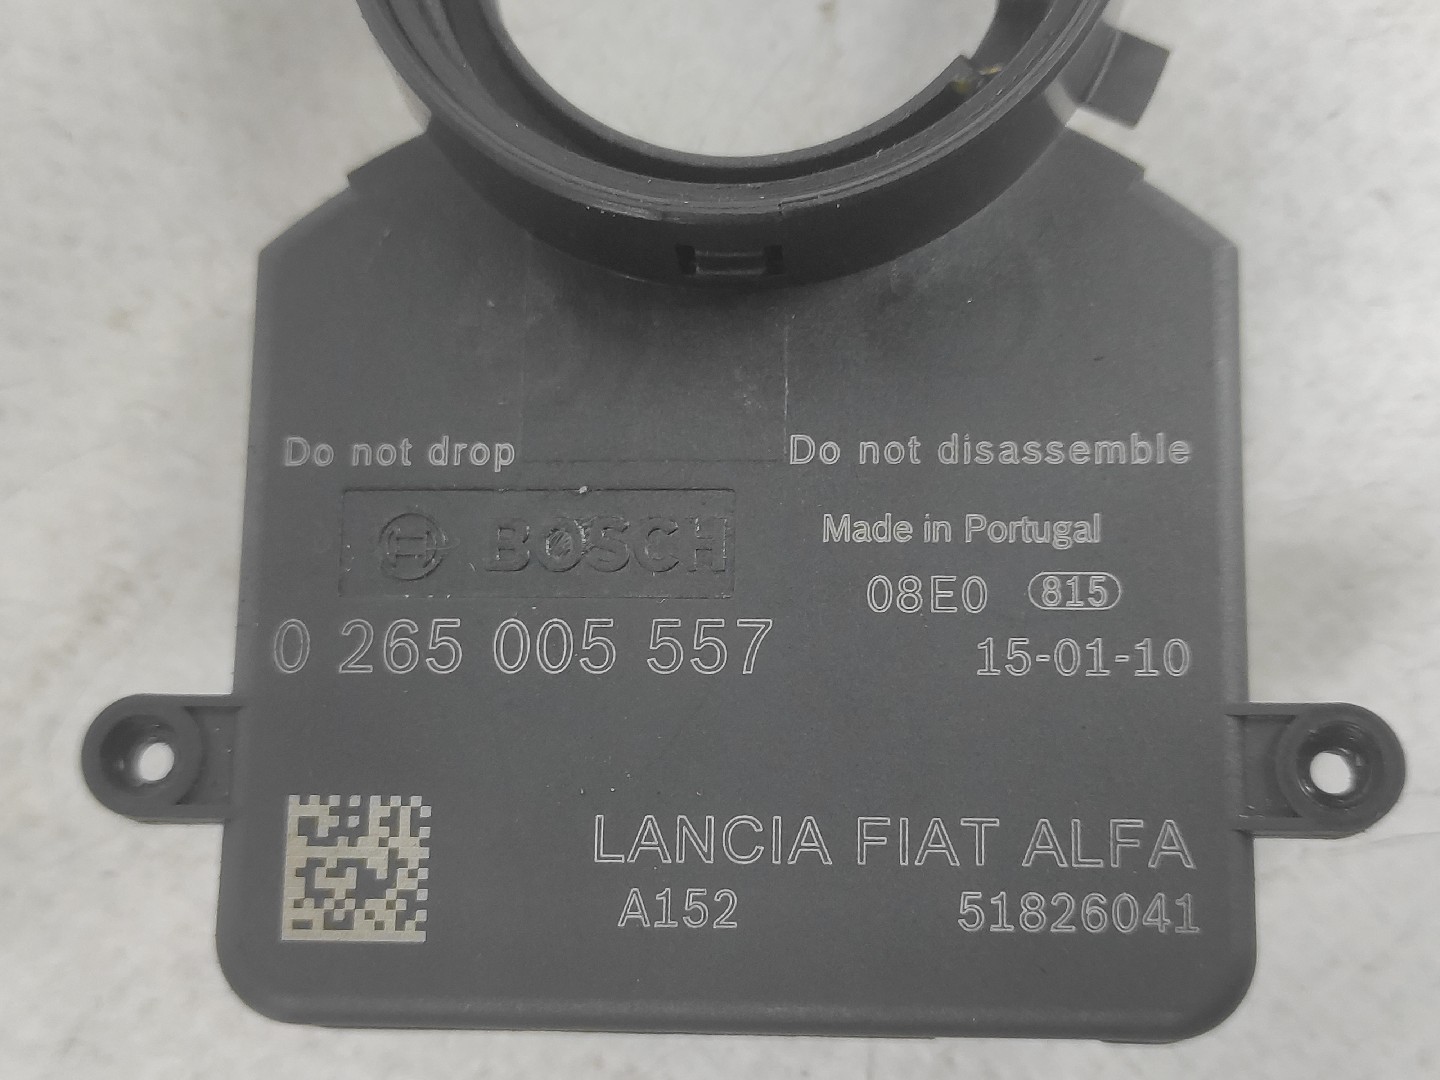 Do not drop
Do not disassemble
BOSCH
Made in Portugal
08E0 815
0 265 005 557
15-01-10
LANCIA FIAT ALFA
A152
51826041